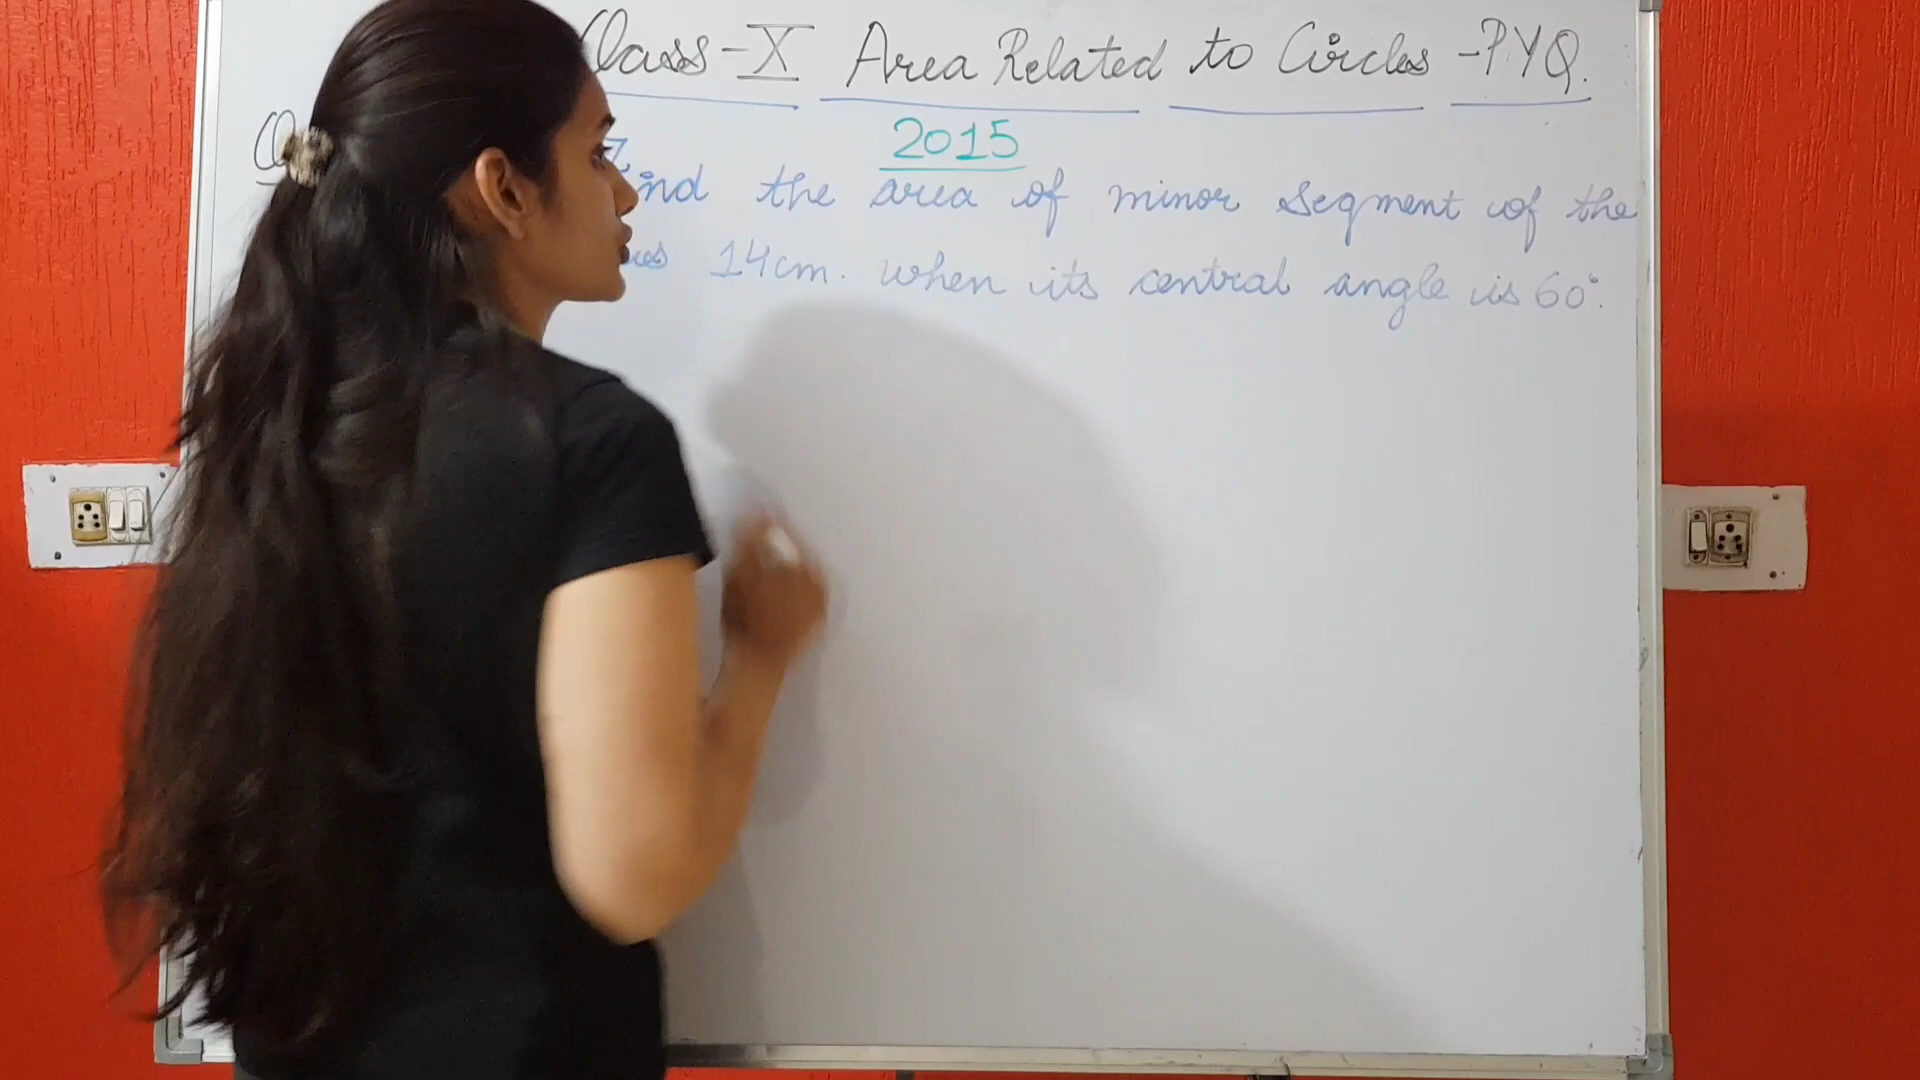 Class-X Area Related to Circles -PYQ.
2015
Find the area of minor segment of the
14cm. when its central angle is 60°.